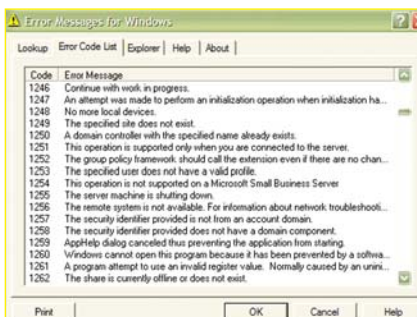 Error Messages for Windows
Lookup Error Code List Explorer Help About
Code Error Message
1246 Continue with work in progress.
1247 An attempt was made to perform an initialization operation when initialization ha...
1248 No more local devices.
1249 The specified site does not exist.
1250 A domain controller with the specified name already exists.
1251 This operation is supported only when you are connected to the server.
1252 The group policy framework should call the extension even if there are no chan...
1253 The specified user does not have a valid profile.
1254 This operation is not supported on a Microsoft Small Business Server
1255 The server machine is shutting down.
1256 The remote system is not available. For information about network troubleshooti...
1257 The security identifier provided is not from an account domain.
1258 The security identifier provided does not have a domain component.
1259 AppHelp dialog canceled thus preventing the application from starting.
1260 Windows cannot open this program because it has been prevented by a softwa...
1261 A program attempt to use an invalid register value. Normally caused by an unini...
1262 The share is currently offline or does not exist.
Print OK Cancel Help